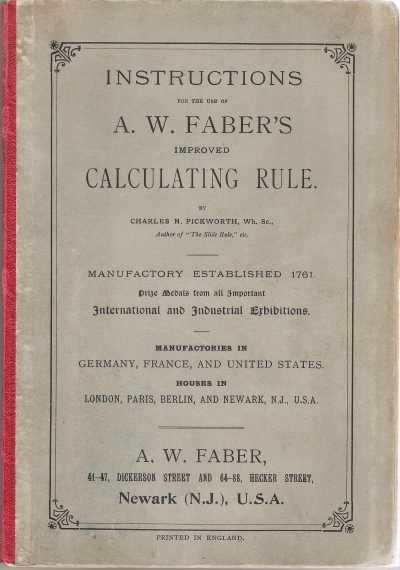 INSTRUCTIONS
FOR THE USE OF
A. W. FABER'S
IMPROVED
CALCULATING RULE.
BY
CHARLES N. PICKWORTH, Wh. Sc.,
Author of "The Slide Rule," etc.
MANUFACTORY ESTABLISHED 1761.
Prize Medals from all Important
International and Industrial Exhibitions.
MANUFACTORIES IN
GERMANY, FRANCE, AND UNITED STATES.
HOUSES IN
LONDON, PARIS, BERLIN, AND NEWARK, N.J., U.S.A.
A. W. FABER,
41-47, DICKERSON STREET AND 64-68, HECKER STREET,
Newark (N.J.), U.S.A.
PRINTED IN ENGLAND.